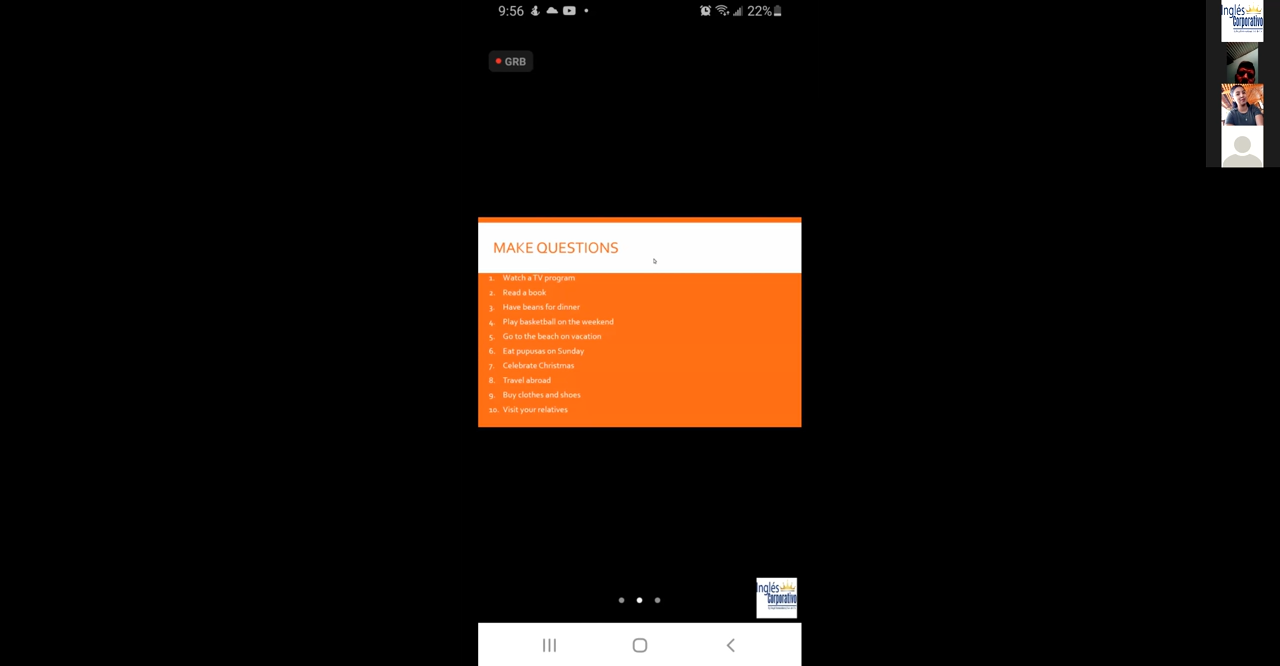 9:56
22%
GRB
Inglés
Corporativo
MAKE QUESTIONS
1. Watch a TV program
2. Read a book
3. Have beans for dinner
4. Play basketball on the weekend
5. Go to the beach on vacation
6. Eat pupusas on Sunday
7. Celebrate Christmas
8. Travel abroad
9. Buy clothes and shoes
10. Visit your relatives
Inglés
Corporativo